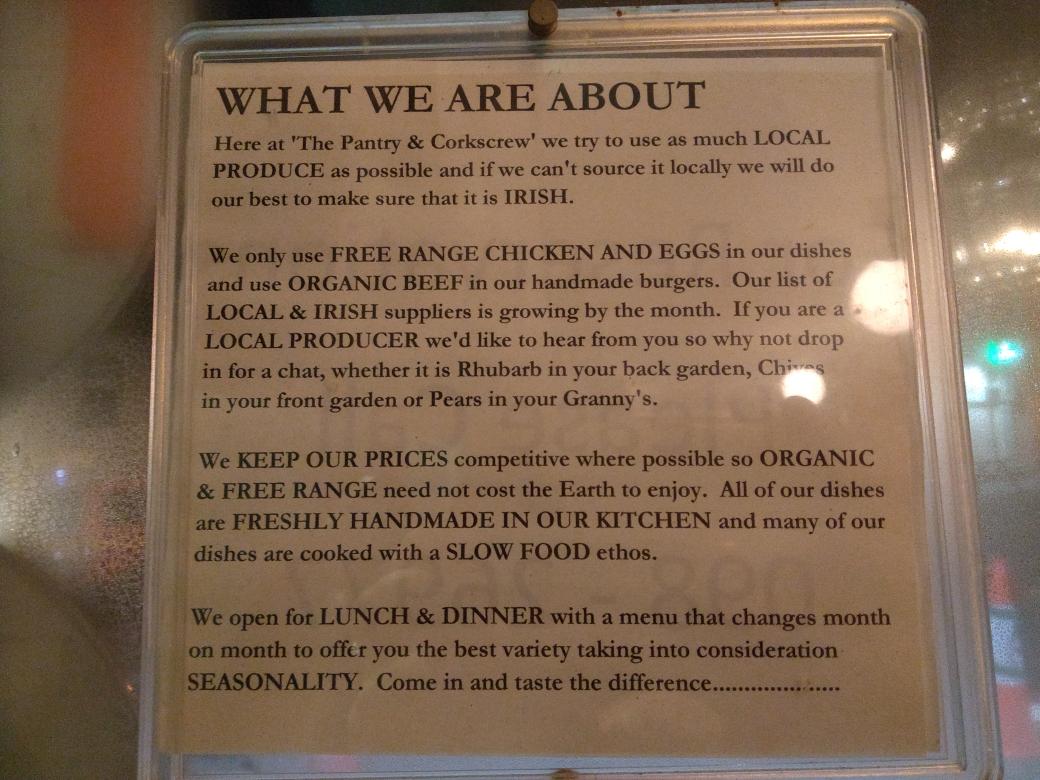 WHAT WE ARE ABOUT
Here at 'The Pantry & Corkscrew' we try to use as much LOCAL
PRODUCE as possible and if we can't source it locally we will do
our best to make sure that it is IRISH.
We only use FREE RANGE CHICKEN AND EGGS in our dishes
and use ORGANIC BEEF in our handmade burgers. Our list of
LOCAL & IRISH suppliers is growing by the month. If you are a
LOCAL PRODUCER we'd like to hear from you so why not drop
in for a chat, whether it is Rhubarb in your back garden, Chives
in your front garden or Pears in your Granny's.
We KEEP OUR PRICES competitive where possible so ORGANIC
& FREE RANGE need not cost the Earth to enjoy. All of our dishes
are FRESHLY HANDMADE IN OUR KITCHEN and many of our
dishes are cooked with a SLOW FOOD ethos.
We open for LUNCH & DINNER with a menu that changes month
on month to offer you the best variety taking into consideration
SEASONALITY. Come in and taste the difference.....................